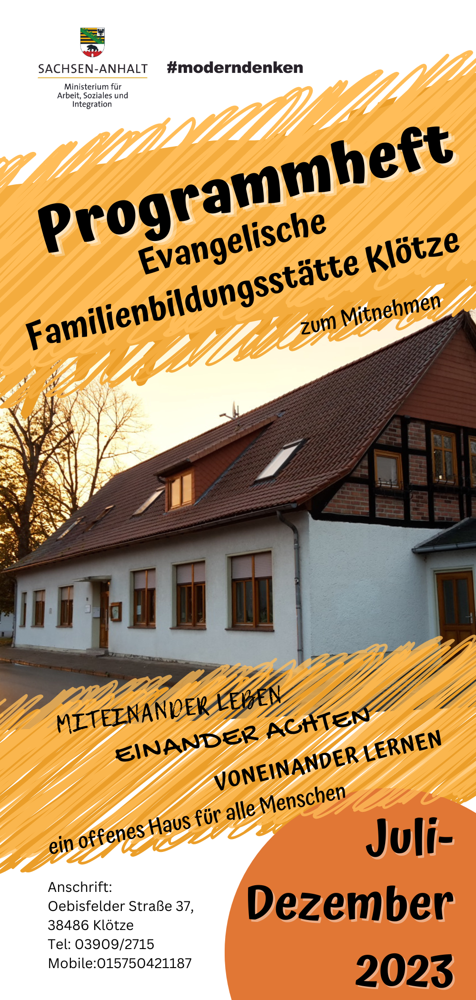 SACHSEN-ANHALT
#moderndenken
Ministerium für
Arbeit, Soziales und
Integration
Programmheft
Evangelische
Familienbildungsstätte Klötze
zum Mitnehmen
MITEINANDER LEBEN
EINANDER ACHTEN
VONEINANDER LERNEN
ein offenes Haus für alle Menschen
Juli-
Dezember
2023
Anschrift:
Oebisfelder Straße 37,
38486 Klötze
Tel: 03909/2715
Mobile:015750421187